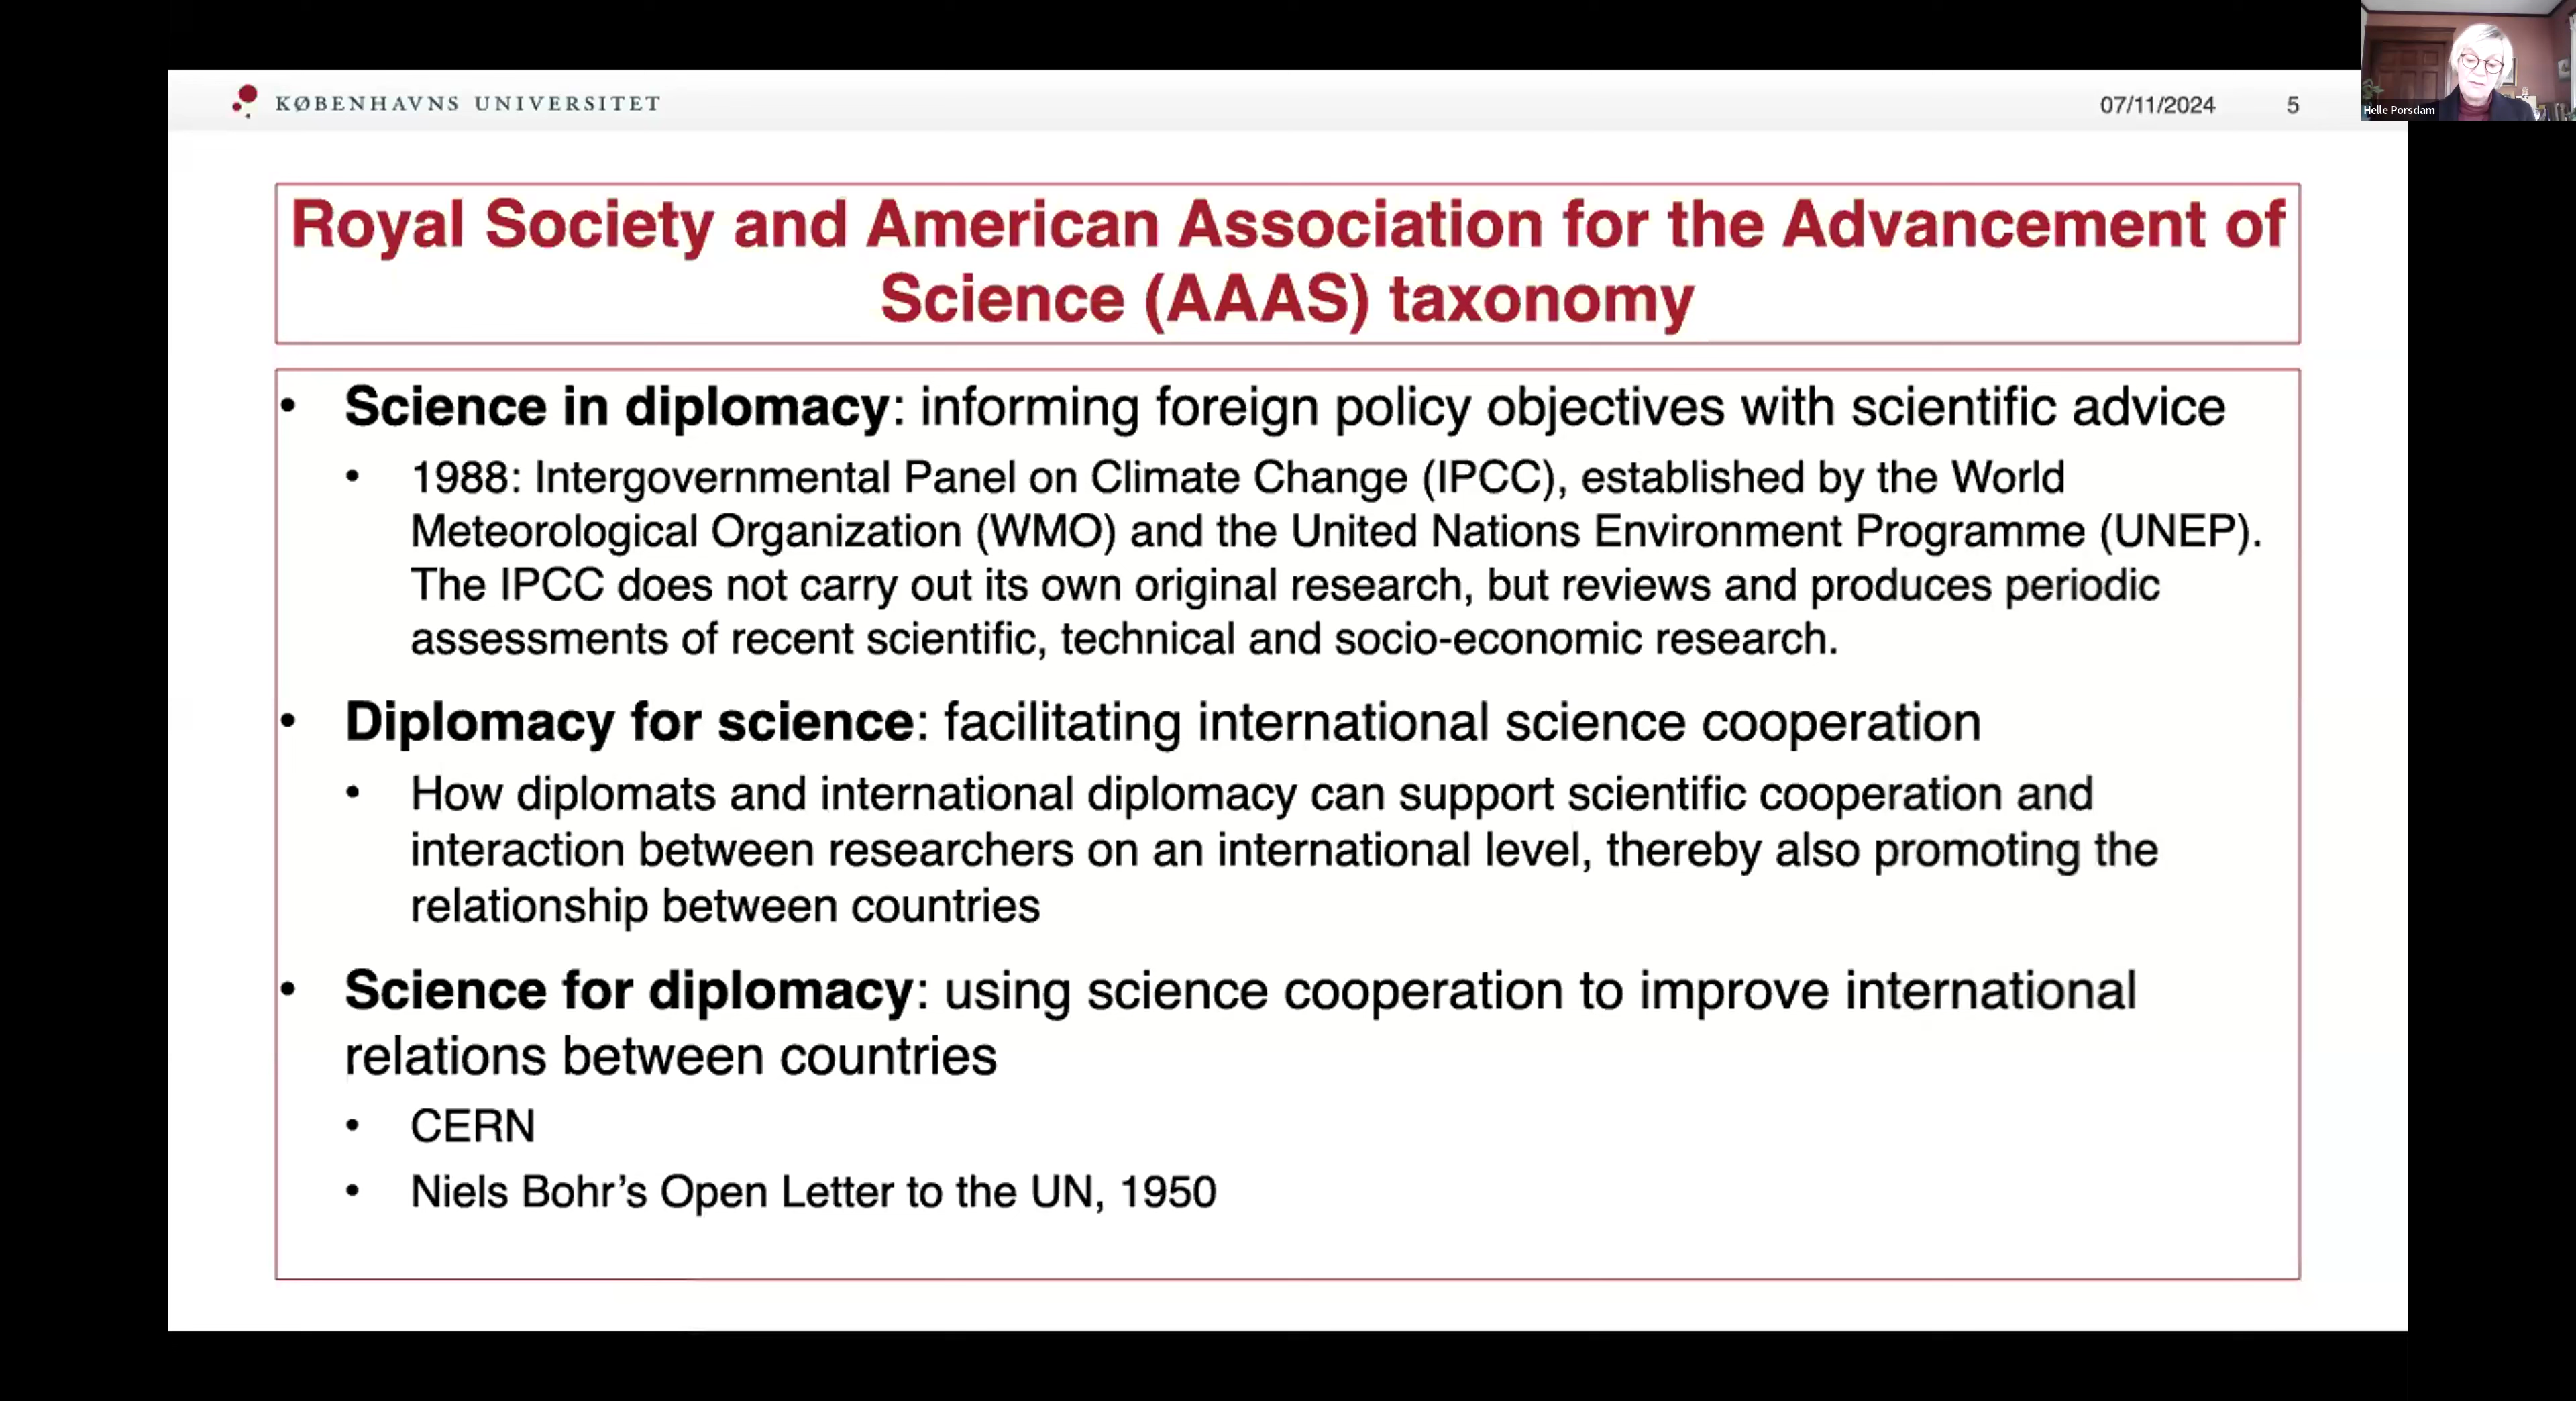 KØBENHAVNS UNIVERSITET
07/11/2024 5
Helle Porsdam
Royal Society and American Association for the Advancement of
Science (AAAS) taxonomy
• Science in diplomacy: informing foreign policy objectives with scientific advice
• 1988: Intergovernmental Panel on Climate Change (IPCC), established by the World
Meteorological Organization (WMO) and the United Nations Environment Programme (UNEP).
The IPCC does not carry out its own original research, but reviews and produces periodic
assessments of recent scientific, technical and socio-economic research.
• Diplomacy for science: facilitating international science cooperation
• How diplomats and international diplomacy can support scientific cooperation and
interaction between researchers on an international level, thereby also promoting the
relationship between countries
• Science for diplomacy: using science cooperation to improve international
relations between countries
• CERN
• Niels Bohr’s Open Letter to the UN, 1950